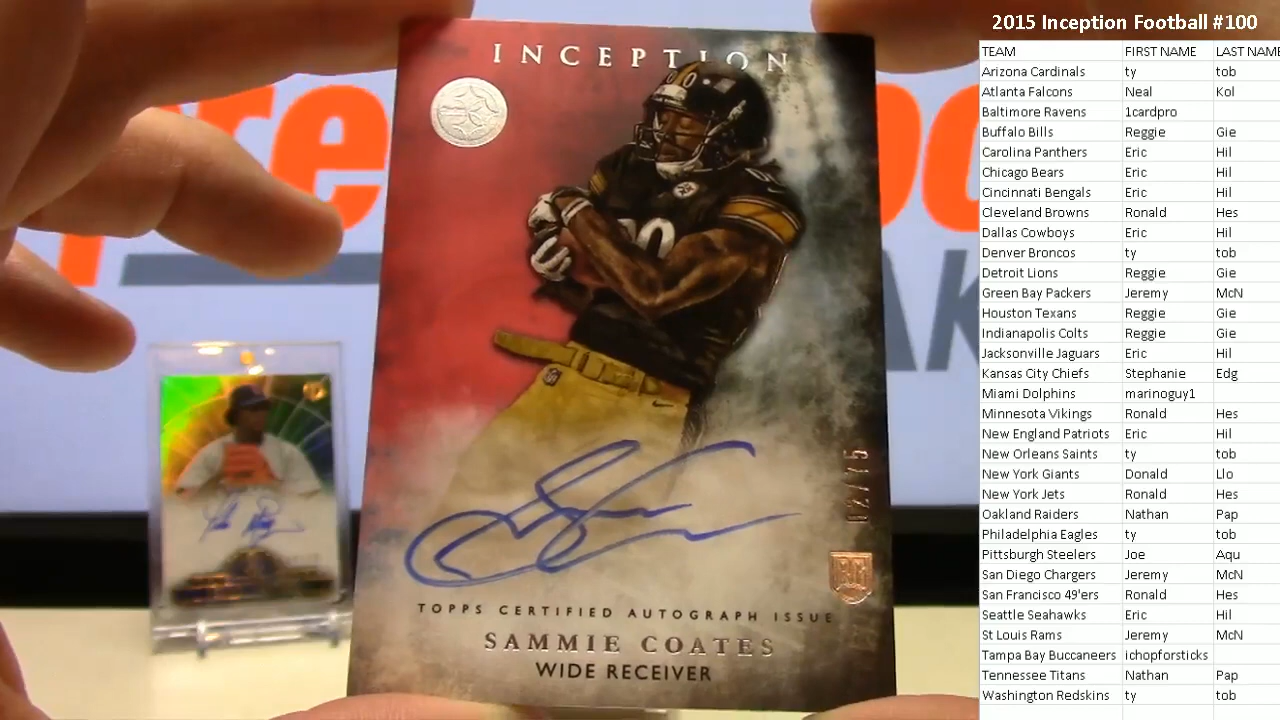 2015 Inception Football #100
TEAM FIRST NAME LAST NAME
Arizona Cardinals ty tob
Atlanta Falcons Neal Kol
Baltimore Ravens 1cardpro
Buffalo Bills Reggie Gie
Carolina Panthers Eric Hil
Chicago Bears Eric Hil
Cincinnati Bengals Eric Hil
Cleveland Browns Ronald Hes
Dallas Cowboys Eric Hil
Denver Broncos ty tob
Detroit Lions Reggie Gie
Green Bay Packers Jeremy McN
Houston Texans Reggie Gie
Indianapolis Colts Reggie Gie
Jacksonville Jaguars Eric Hil
Kansas City Chiefs Stephanie Edg
Miami Dolphins marinoguy1
Minnesota Vikings Ronald Hes
New England Patriots Eric Hil
New Orleans Saints ty tob
New York Giants Donald Llo
New York Jets Ronald Hes
Oakland Raiders Nathan Pap
Philadelphia Eagles ty tob
Pittsburgh Steelers Joe Aqu
San Diego Chargers Jeremy McN
San Francisco 49'ers Ronald Hes
Seattle Seahawks Eric Hil
St Louis Rams Jeremy McN
Tampa Bay Buccaneers ichopforsticks
Tennessee Titans Nathan Pap
Washington Redskins ty tob
INCEPTION
02/75
RC
TOPPS CERTIFIED AUTOGRAPH ISSUE
SAMMIE COATES
WIDE RECEIVER